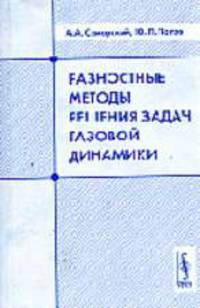 А.А. Самарский, Ю.П. Попов
РАЗНОСТНЫЕ
МЕТОДЫ
РЕШЕНИЯ ЗАДАЧ
ГАЗОВОЙ
ДИНАМИКИ